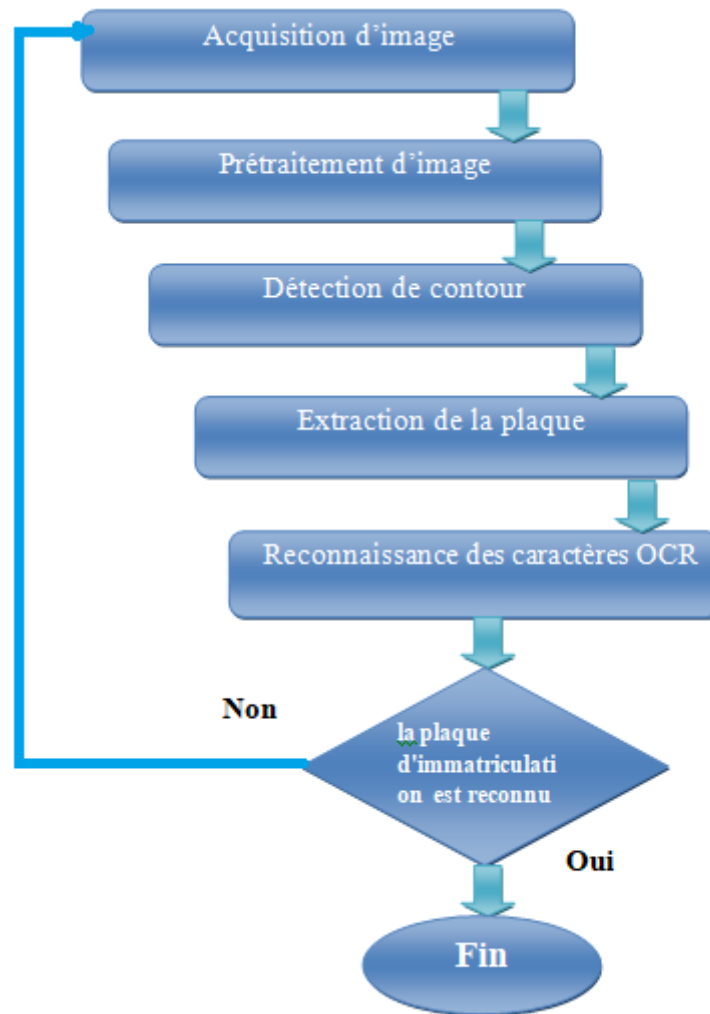 Acquisition d’image
Prétraitement d’image
Détection de contour
Extraction de la plaque
Reconnaissance des caractères OCR
Non
la plaque
d'immatriculati
on est reconnu
Oui
Fin